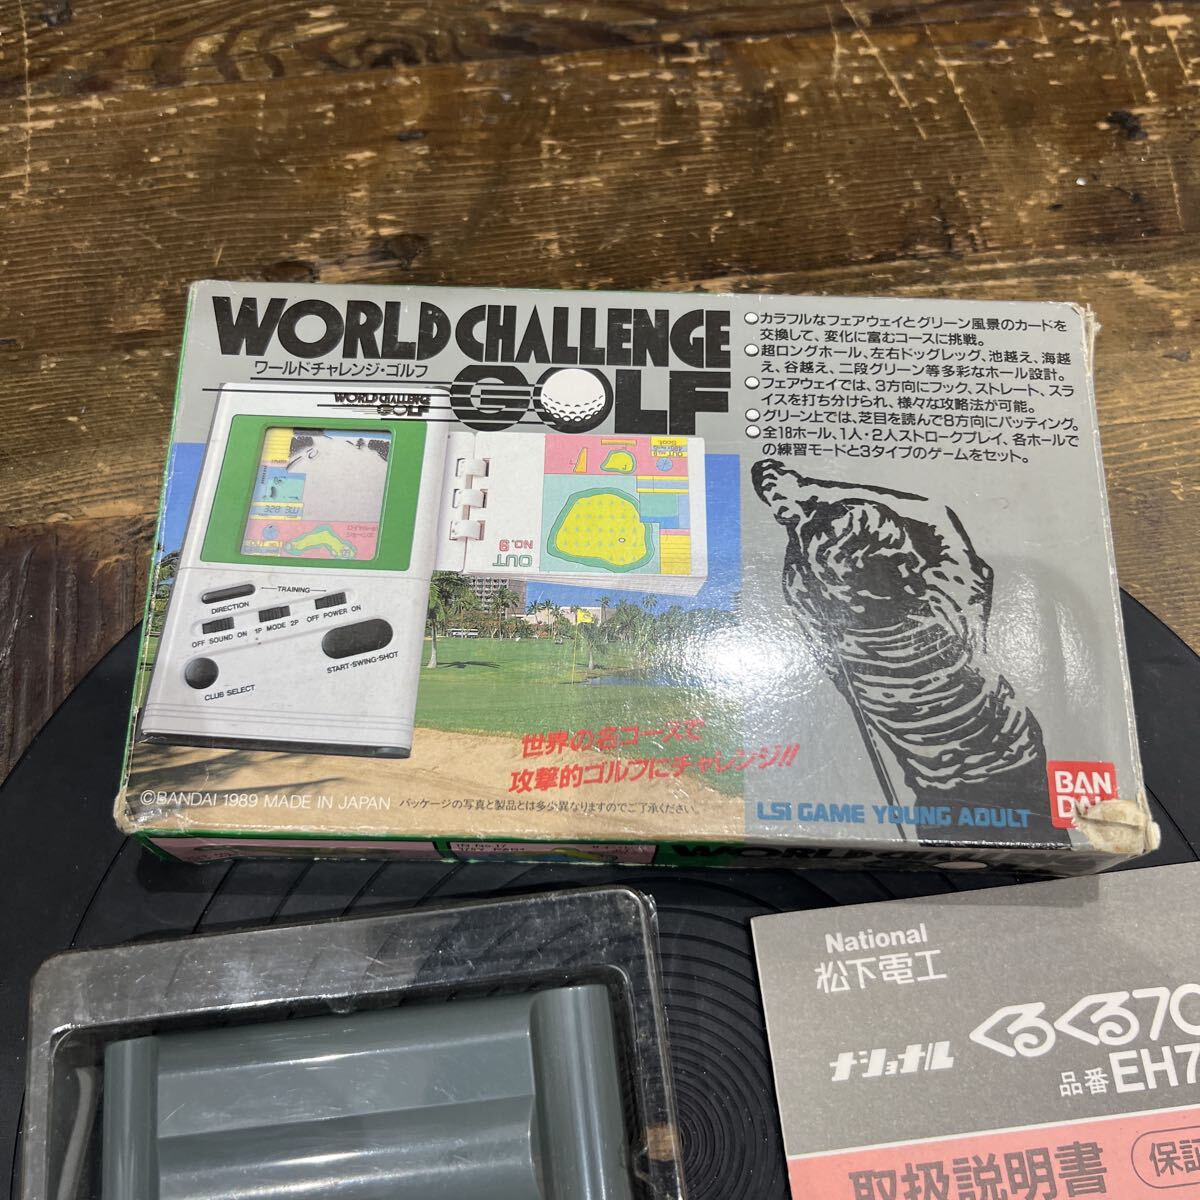 WORLD CHALLENGE
GOLF
ワールドチャレンジ・ゴルフ
○カラフルなフェアウェイとグリーン風景のカードを
交換して、変化に富むコースに挑戦。
○超ロングホール、左右ドッグレッグ、池越え、海越
え、谷越え、二段グリーン等多彩なホール設計。
○フェアウェイでは、3方向にフック、ストレート、スラ
イスを打ち分けられ、様々な攻略法が可能。
○グリーン上では、芝目を読んで8方向にパッティング。
○全18ホール、1人・2人ストロークプレイ、各ホールで
の練習モードと3タイプのゲームをセット。
WORLD CHALLENGE
GOLF
OUT
NO.9
TRAINING
DIRECTION
OFF SOUND ON 1P MODE 2P OFF POWER ON
CLUB SELECT
START・SWING・SHOT
世界の名コースで
攻撃的ゴルフにチャレンジ!!
©BANDAI 1989 MADE IN JAPAN
パッケージの写真と製品とは多少異なりますのでご了承ください。
LSI GAME YOUNG ADULT
BAN
DAI
IN No.17
WORLD CHALLENGE
National
松下電工
ナショナル くるくる70
品番 EH7
取扱説明書
保証